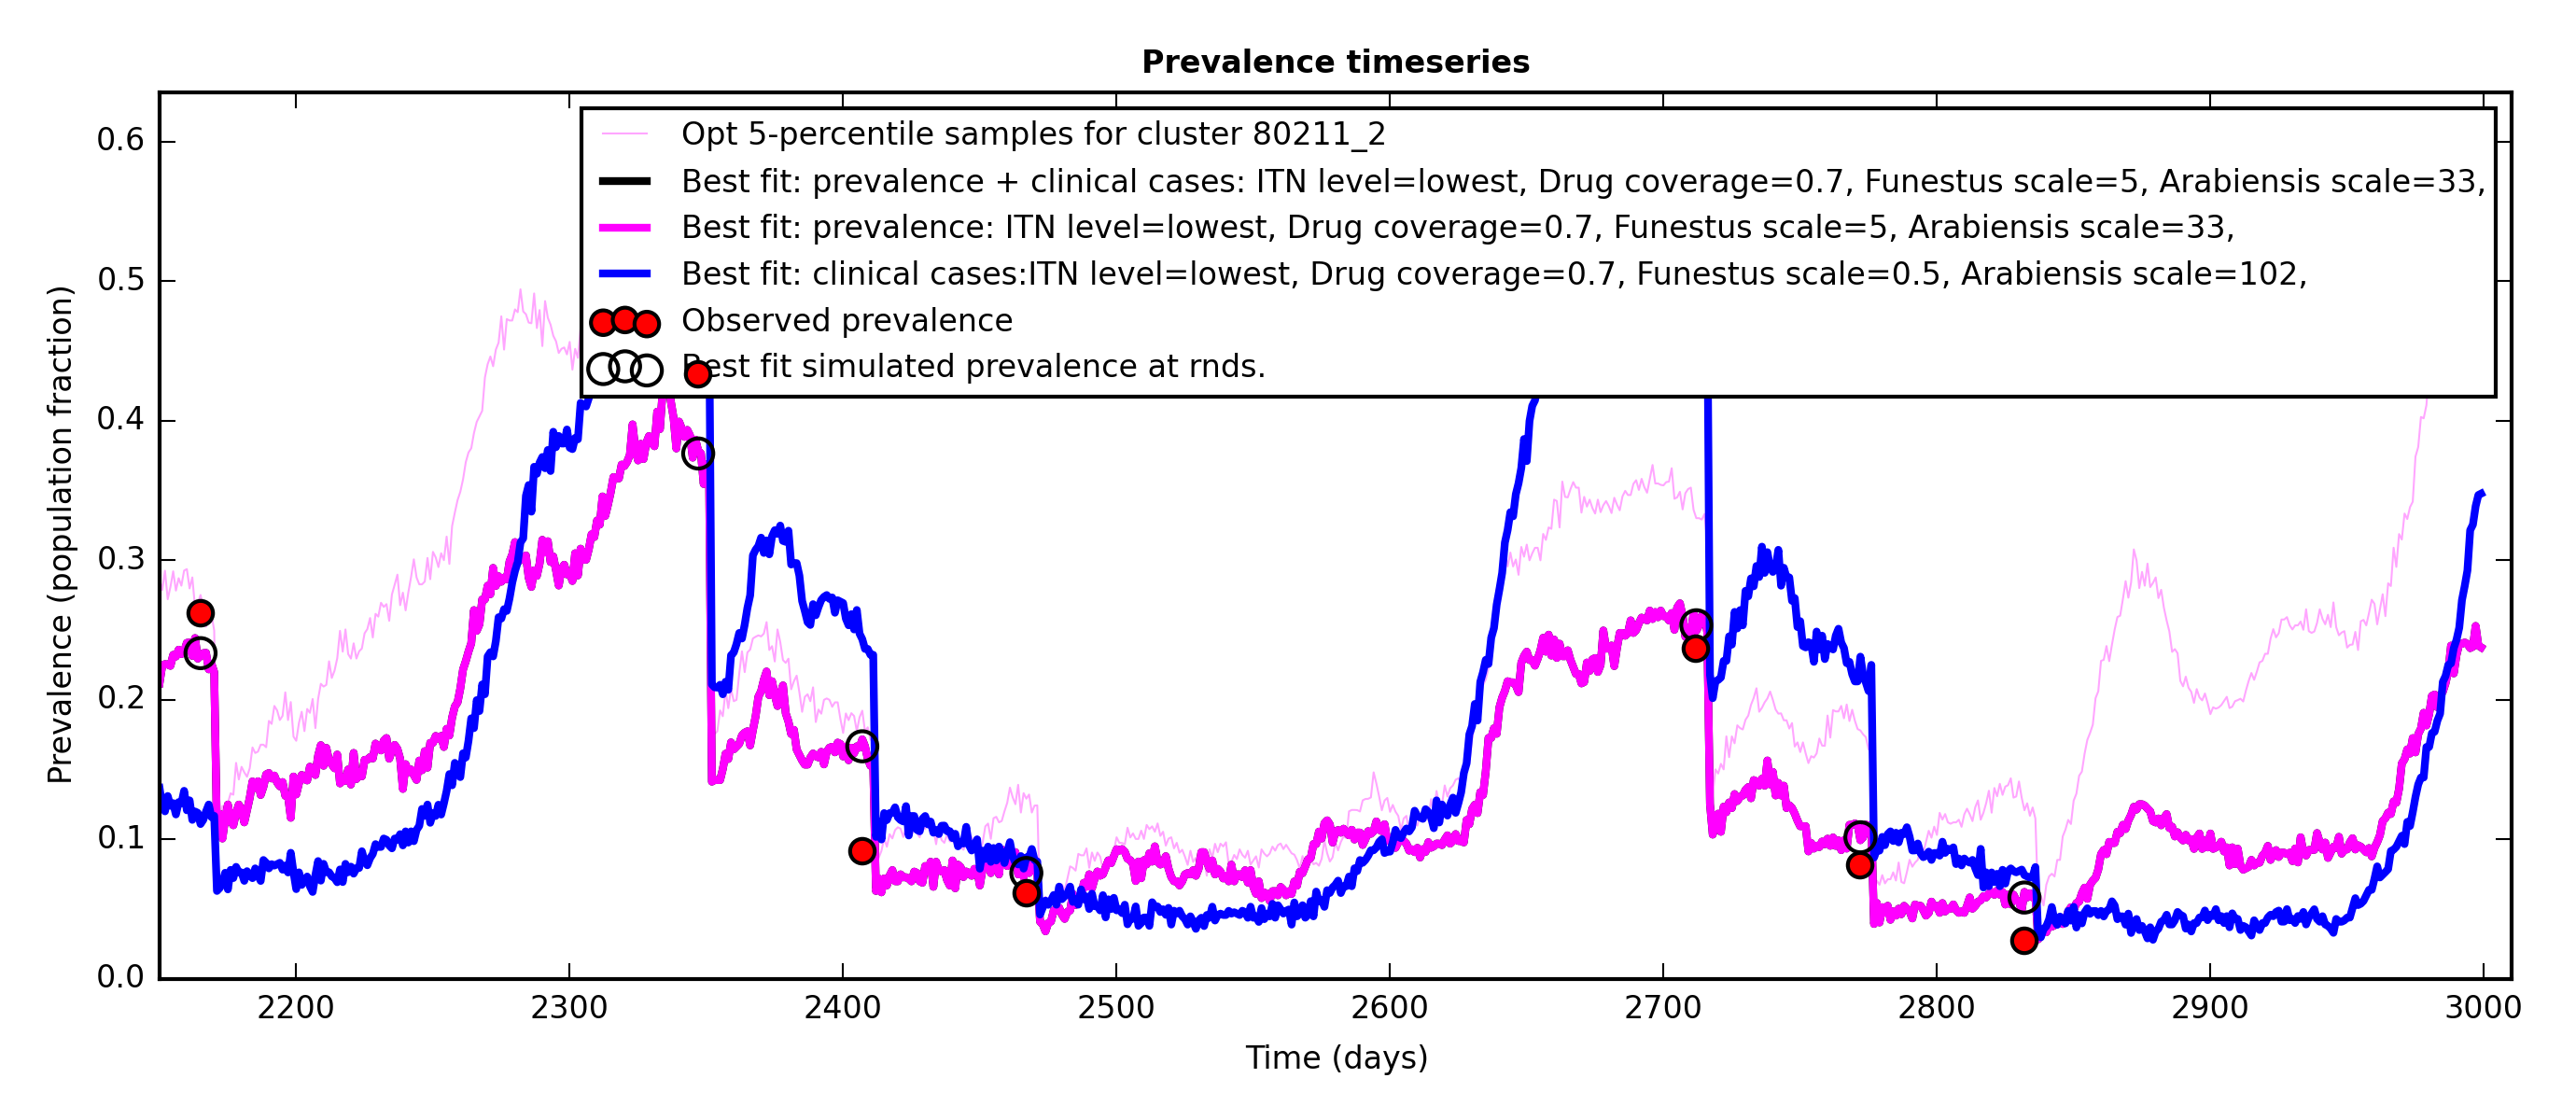 Prevalence timeseries
Opt 5-percentile samples for cluster 80211_2
Best fit: prevalence + clinical cases: ITN level=lowest, Drug coverage=0.7, Funestus scale=5, Arabiensis scale=33,
Best fit: prevalence: ITN level=lowest, Drug coverage=0.7, Funestus scale=5, Arabiensis scale=33,
Best fit: clinical cases:ITN level=lowest, Drug coverage=0.7, Funestus scale=0.5, Arabiensis scale=102,
Observed prevalence
Best fit simulated prevalence at rnds.
Prevalence (population fraction)
0.6
0.5
0.4
0.3
0.2
0.1
0.0
2200 2300 2400 2500 2600 2700 2800 2900 3000
Time (days)